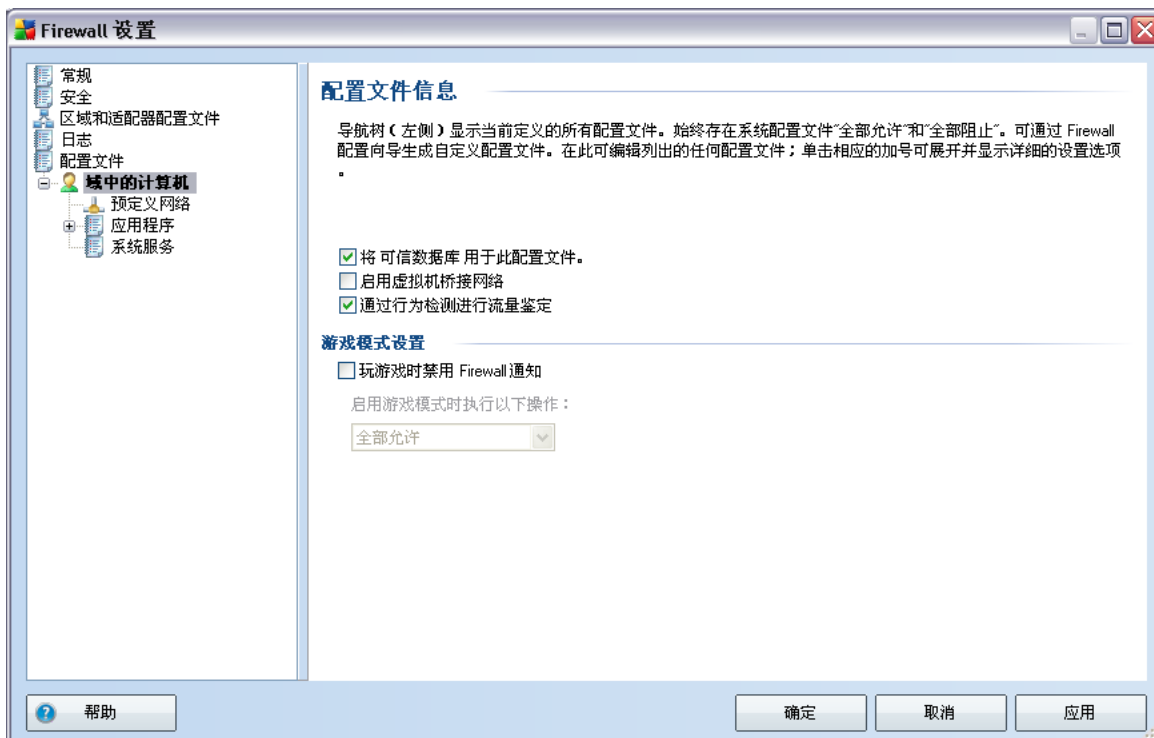 Firewall 设置
常规
安全
区域和适配器配置文件
日志
配置文件
域中的计算机
预定义网络
应用程序
系统服务
配置文件信息
导航树(左侧)显示当前定义的所有配置文件。始终存在系统配置文件“全部允许”和“全部阻止”。可通过 Firewall
配置向导生成自定义配置文件。在此可编辑列出的任何配置文件;单击相应的加号可展开并显示详细的设置选项
。
将 可信数据库 用于此配置文件。
启用虚拟机桥接网络
通过行为检测进行流量鉴定
游戏模式设置
玩游戏时禁用 Firewall 通知
启用游戏模式时执行以下操作:
全部允许
帮助
确定
取消
应用